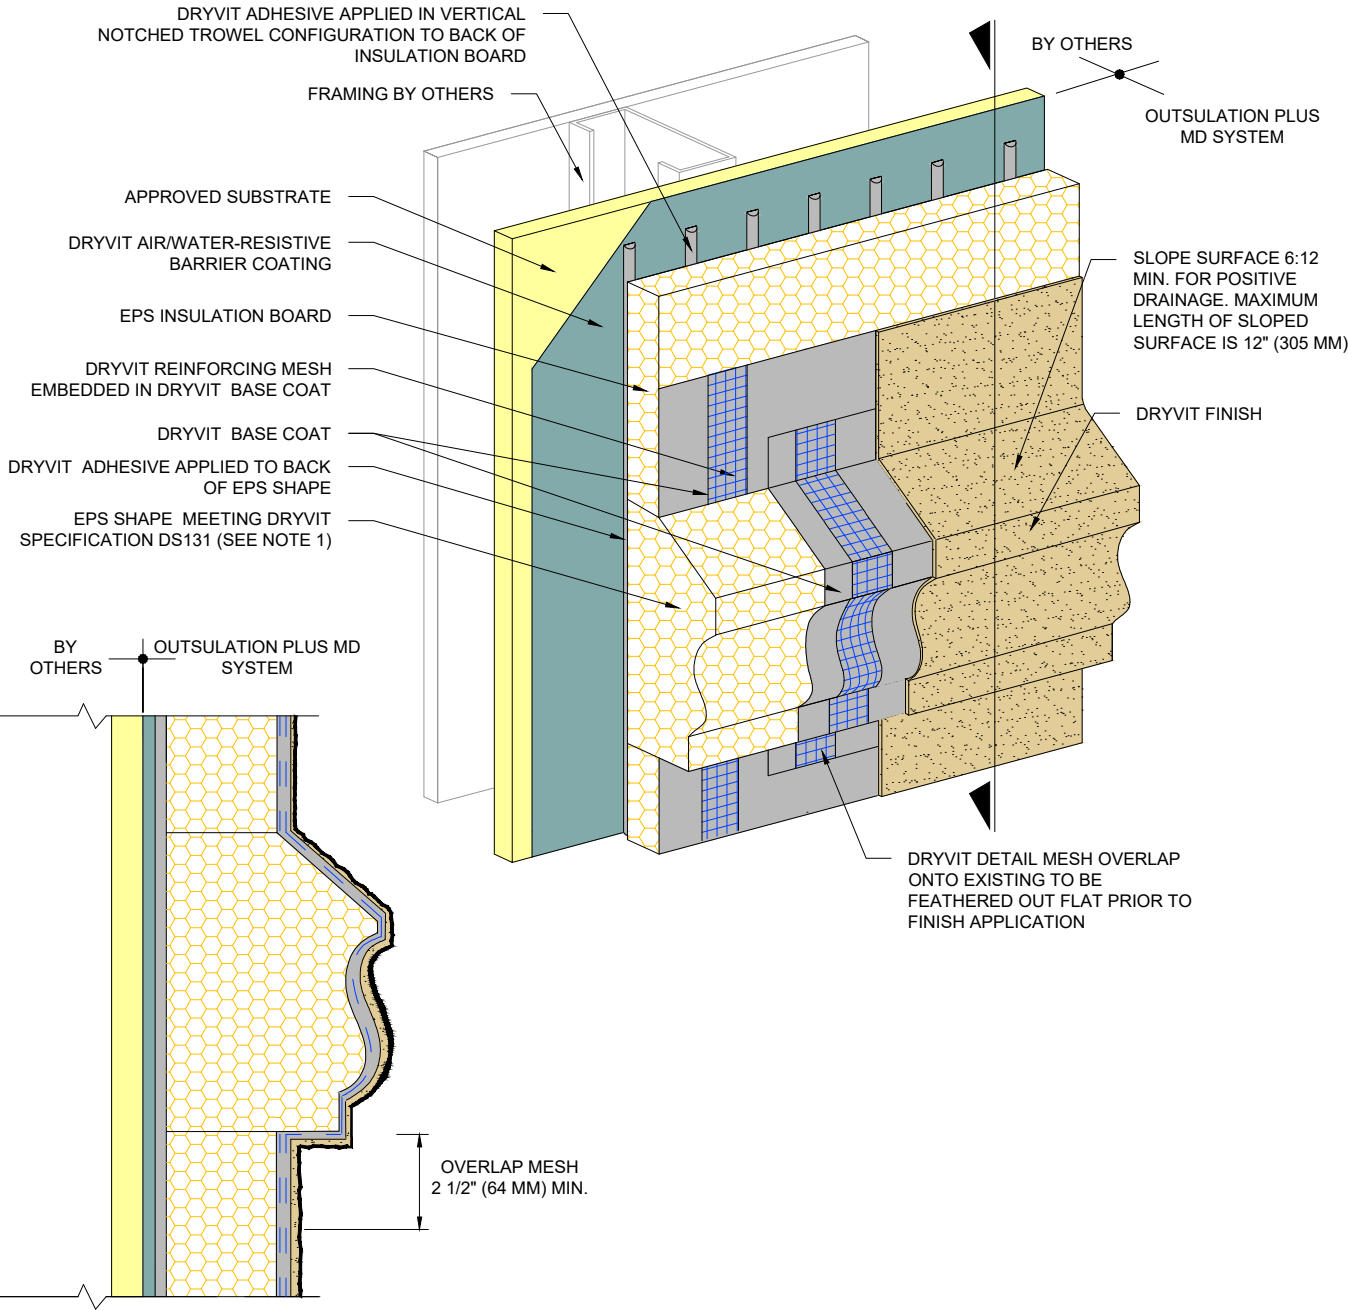 DRYVIT ADHESIVE APPLIED IN VERTICAL
NOTCHED TROWEL CONFIGURATION TO BACK OF
INSULATION BOARD
FRAMING BY OTHERS
APPROVED SUBSTRATE
DRYVIT AIR/WATER-RESISTIVE
BARRIER COATING
EPS INSULATION BOARD
DRYVIT REINFORCING MESH
EMBEDDED IN DRYVIT BASE COAT
DRYVIT BASE COAT
DRYVIT ADHESIVE APPLIED TO BACK
OF EPS SHAPE
EPS SHAPE MEETING DRYVIT
SPECIFICATION DS131 (SEE NOTE 1)
BY OTHERS
OUTSULATION PLUS
MD SYSTEM
SLOPE SURFACE 6:12
MIN. FOR POSITIVE
DRAINAGE. MAXIMUM
LENGTH OF SLOPED
SURFACE IS 12" (305 MM)
DRYVIT FINISH
DRYVIT DETAIL MESH OVERLAP
ONTO EXISTING TO BE
FEATHERED OUT FLAT PRIOR TO
FINISH APPLICATION
BY
OTHERS
OUTSULATION PLUS MD
SYSTEM
OVERLAP MESH
2 1/2" (64 MM) MIN.